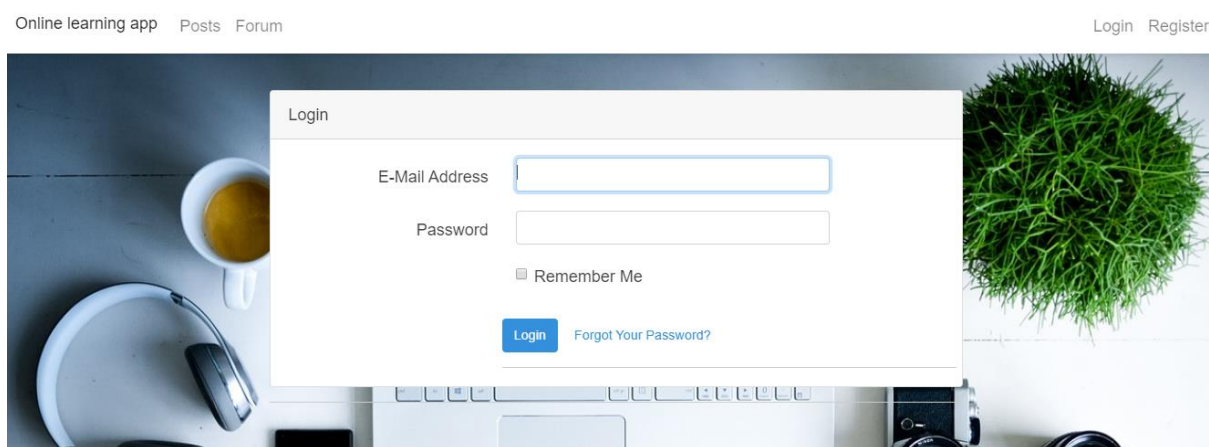 Online learning app Posts Forum Login Register
Login
E-Mail Address
Password
Remember Me
Login Forgot Your Password?